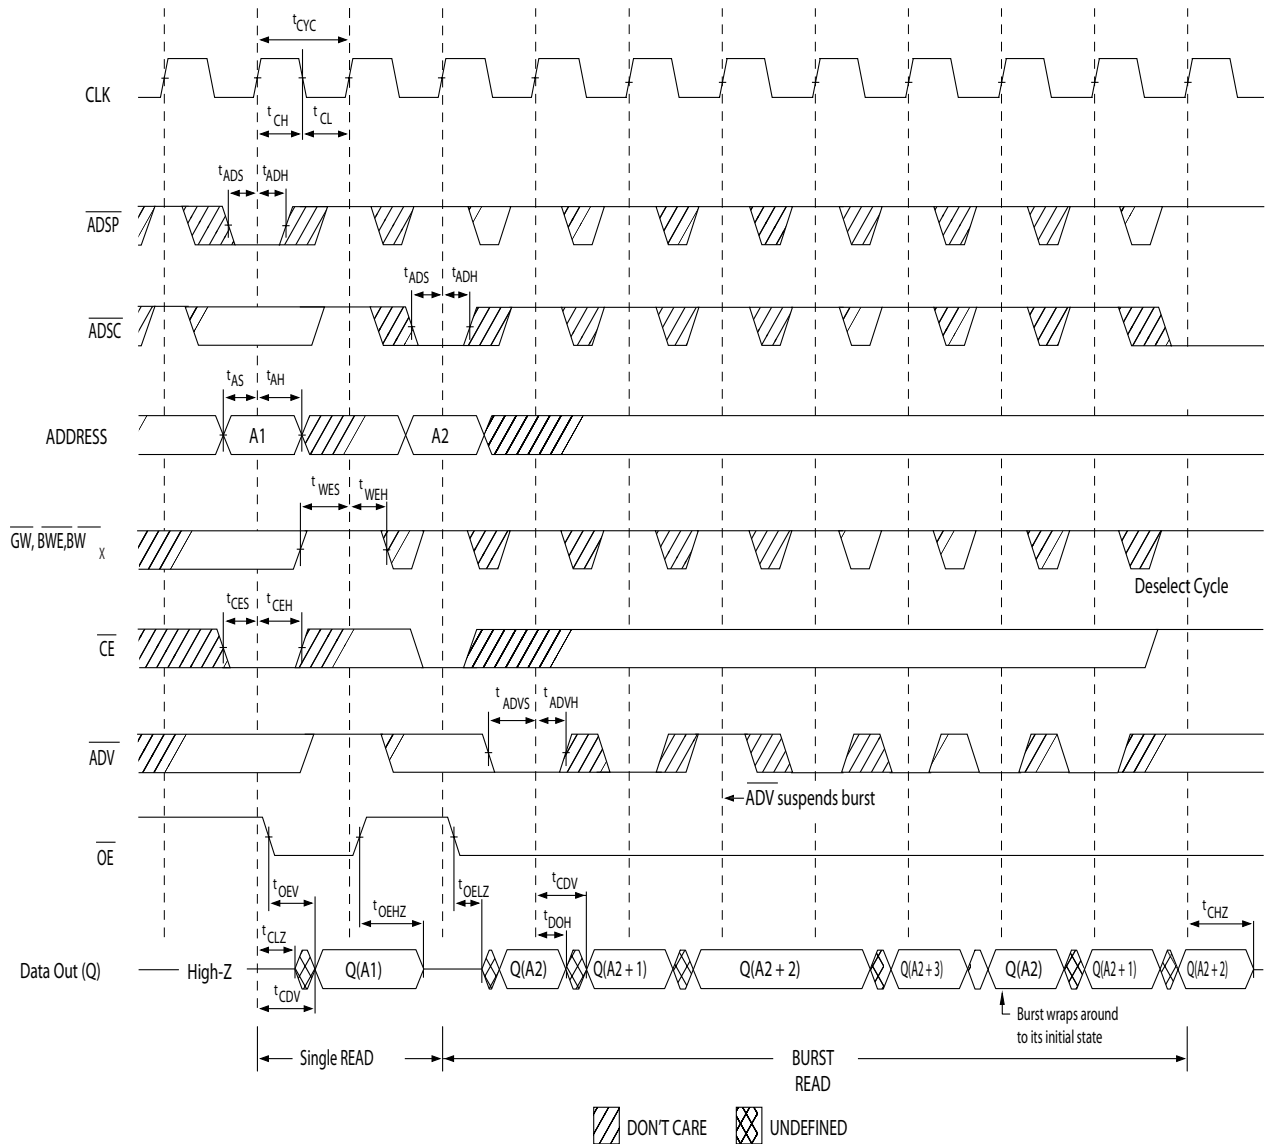 tCYC
CLK
tCH
tCL
tADS
tADH
ADSP
tADS
tADH
ADSC
tAS
tAH
ADDRESS
A1
A2
tWES
tWEH
GW, BWE,BWX
Deselect Cycle
tCES
tCEH
CE
tADVS
tADVH
ADV
ADV suspends burst
OE
tOEV
tOEHZ
tOELZ
tCDV
tDOH
tCHZ
tCLZ
Data Out (Q)
High-Z
Q(A1)
Q(A2)
Q(A2 + 1)
Q(A2 + 2)
Q(A2 + 3)
Q(A2)
Q(A2 + 1)
Q(A2 + 2)
tCDV
Burst wraps around
to its initial state
Single READ
BURST
READ
DON'T CARE
UNDEFINED